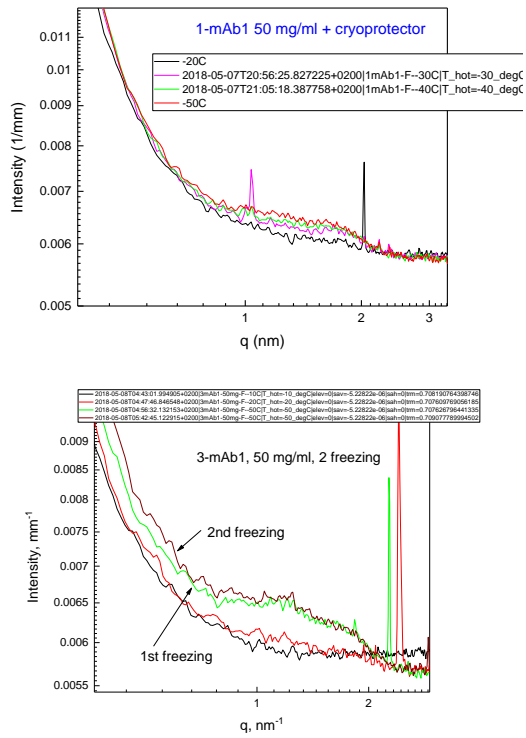 1-mAb1 50 mg/ml + cryoprotector
-20C
2018-05-07T20:56:25.827225+0200|1mAb1-F--30C|T_hot=-30_degC
2018-05-07T21:05:18.387758+0200|1mAb1-F--40C|T_hot=-40_degC
-50C
0.011
0.010
0.009
0.008
0.007
0.006
0.005
Intensity (1/mm)
1
2
3
q (nm)
2018-05-08T04:43:01.994905+0200|3mAb1-50mg-F--10C|T_hot=-10_degC|elev=0|sav=-5.22822e-06|sah=0|trm=0.708190764398746
2018-05-08T04:47:46.846548+0200|3mAb1-50mg-F--20C|T_hot=-20_degC|elev=0|sav=-5.22822e-06|sah=0|trm=0.707609769056185
2018-05-08T04:56:32.132153+0200|3mAb1-50mg-F--50C|T_hot=-50_degC|elev=0|sav=-5.22822e-06|sah=0|trm=0.707626796441335
2018-05-08T05:42:45.122915+0200|3mAb1-50mg-F--50C|T_hot=-50_degC|elev=0|sav=-5.22822e-06|sah=0|trm=0.709077789994502
3-mAb1, 50 mg/ml, 2 freezing
2nd freezing
1st freezing
0.009
0.0085
0.008
0.0075
0.007
0.0065
0.006
0.0055
Intensity, mm-1
1
2
q, nm-1